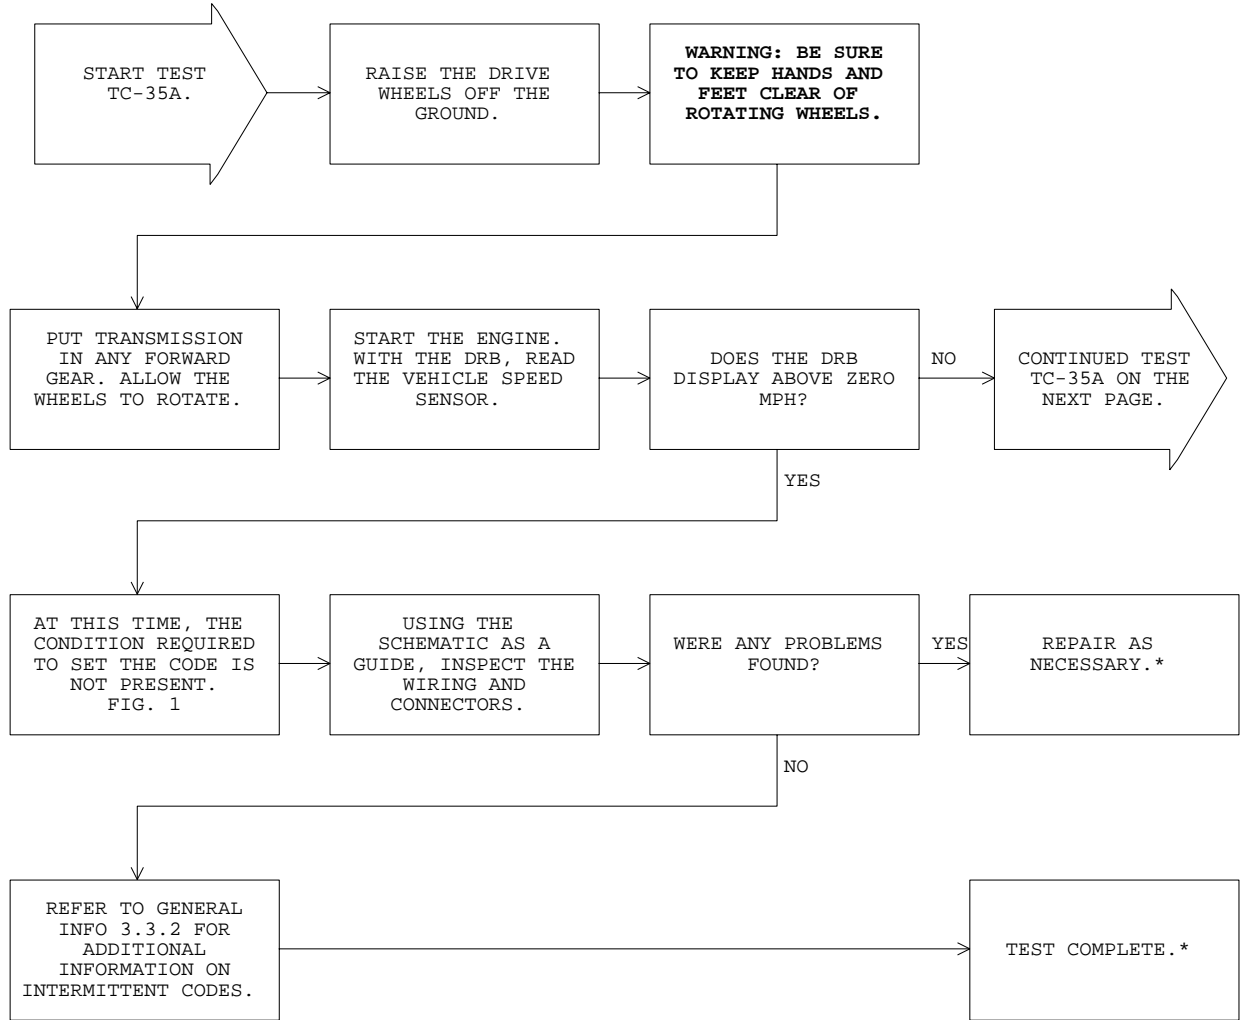 START TEST
TC-35A.
RAISE THE DRIVE
WHEELS OFF THE
GROUND.
WARNING: BE SURE
TO KEEP HANDS AND
FEET CLEAR OF
ROTATING WHEELS.
PUT TRANSMISSION
IN ANY FORWARD
GEAR. ALLOW THE
WHEELS TO ROTATE.
START THE ENGINE.
WITH THE DRB, READ
THE VEHICLE SPEED
SENSOR.
DOES THE DRB
DISPLAY ABOVE ZERO
MPH?
NO
CONTINUED TEST
TC-35A ON THE
NEXT PAGE.
YES
AT THIS TIME, THE
CONDITION REQUIRED
TO SET THE CODE IS
NOT PRESENT.
FIG. 1
USING THE
SCHEMATIC AS A
GUIDE, INSPECT THE
WIRING AND
CONNECTORS.
WERE ANY PROBLEMS
FOUND?
YES
REPAIR AS
NECESSARY.*
NO
REFER TO GENERAL
INFO 3.3.2 FOR
ADDITIONAL
INFORMATION ON
INTERMITTENT CODES.
TEST COMPLETE.*